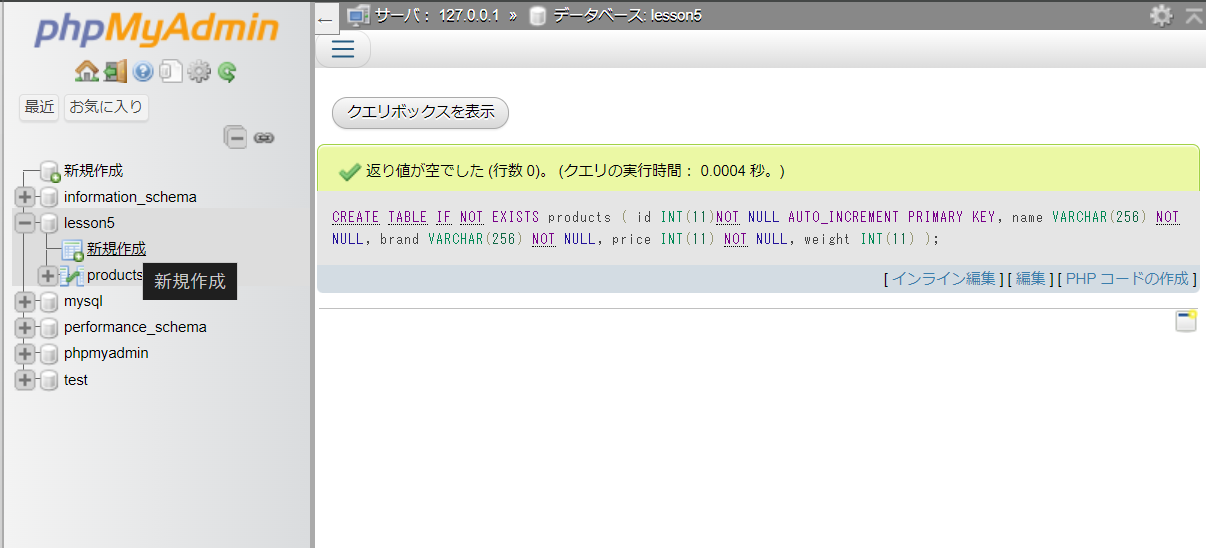 phpMyAdmin
最近 お気に入り
新規作成
information_schema
lesson5
新規作成
products
新規作成
mysql
performance_schema
phpmyadmin
test
← サーバ： 127.0.0.1 » データベース: lesson5
クエリボックスを表示
返り値が空でした (行数 0)。 (クエリの実行時間： 0.0004 秒。)
CREATE TABLE IF NOT EXISTS products ( id INT(11)NOT NULL AUTO_INCREMENT PRIMARY KEY, name VARCHAR(256) NOT
NULL, brand VARCHAR(256) NOT NULL, price INT(11) NOT NULL, weight INT(11) );
[ インライン編集 ] [ 編集 ] [ PHP コードの作成 ]